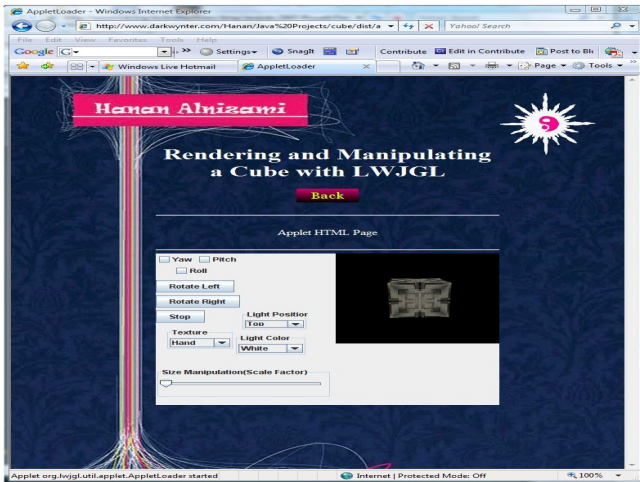 AppletLoader - Windows Internet Explorer
http://www.darkwynter.com/Hanan/Java%20Projects/cube/dist/a
Yahoo! Search
File Edit View Favorites Tools Help
Google G
Settings
SnagIt
Contribute Edit in Contribute Post to Blo
Windows Live Hotmail
AppletLoader
Page Tools
Hanan Alnizami
Rendering and Manipulating
a Cube with LWJGL
Back
Applet HTML Page
Yaw Pitch
Roll
Rotate Left
Rotate Right
Stop
Light Position
Top
Texture
Hand
Light Color
White
Size Manipulation(Scale Factor)
Applet org.lwjgl.util.applet.AppletLoader started
Internet | Protected Mode: Off
100%